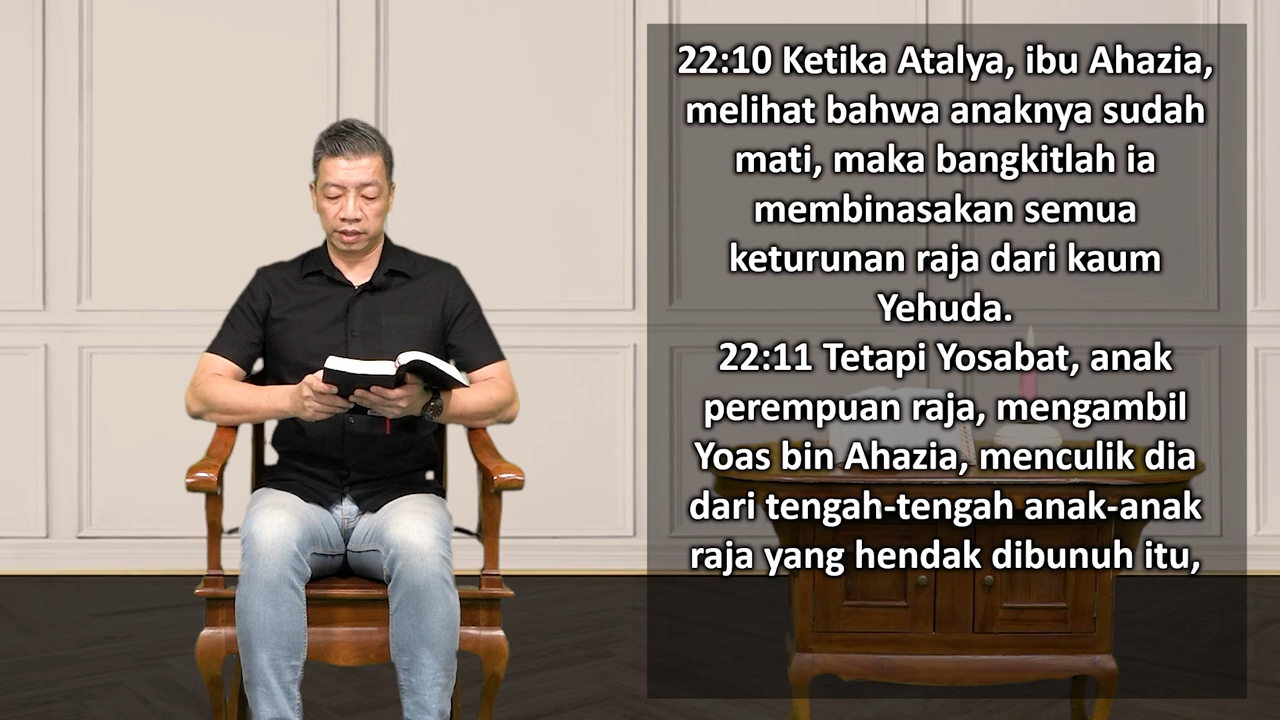 22:10 Ketika Atalya, ibu Ahazia,
melihat bahwa anaknya sudah
mati, maka bangkitlah ia
membinasakan semua
keturunan raja dari kaum
Yehuda.
22:11 Tetapi Yosabat, anak
perempuan raja, mengambil
Yoas bin Ahazia, menculik dia
dari tengah-tengah anak-anak
raja yang hendak dibunuh itu,